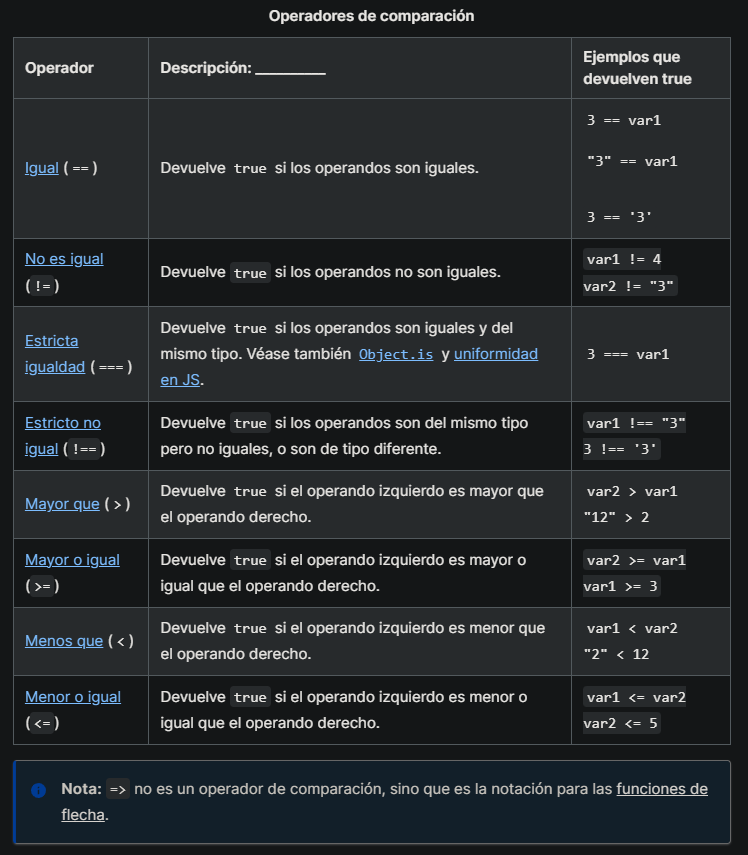 Operadores de comparación
Operador
Descripción: __________
Ejemplos que
devuelven true
Igual ( == )
Devuelve true si los operandos son iguales.
3 == var1
"3" == var1
3 == '3'
No es igual
( != )
Devuelve true si los operandos no son iguales.
var1 != 4
var2 != "3"
Estricta
igualdad ( === )
Devuelve true si los operandos son iguales y del
mismo tipo. Véase también Object.is y uniformidad
en JS.
3 === var1
Estricto no
igual ( !== )
Devuelve true si los operandos son del mismo tipo
pero no iguales, o son de tipo diferente.
var1 !== "3"
3 !== '3'
Mayor que ( > )
Devuelve true si el operando izquierdo es mayor que
el operando derecho.
var2 > var1
"12" > 2
Mayor o igual
( >= )
Devuelve true si el operando izquierdo es mayor o
igual que el operando derecho.
var2 >= var1
var1 >= 3
Menos que ( < )
Devuelve true si el operando izquierdo es menor que
el operando derecho.
var1 < var2
"2" < 12
Menor o igual
( <= )
Devuelve true si el operando izquierdo es menor o
igual que el operando derecho.
var1 <= var2
var2 <= 5
Nota: => no es un operador de comparación, sino que es la notación para las funciones de
flecha.